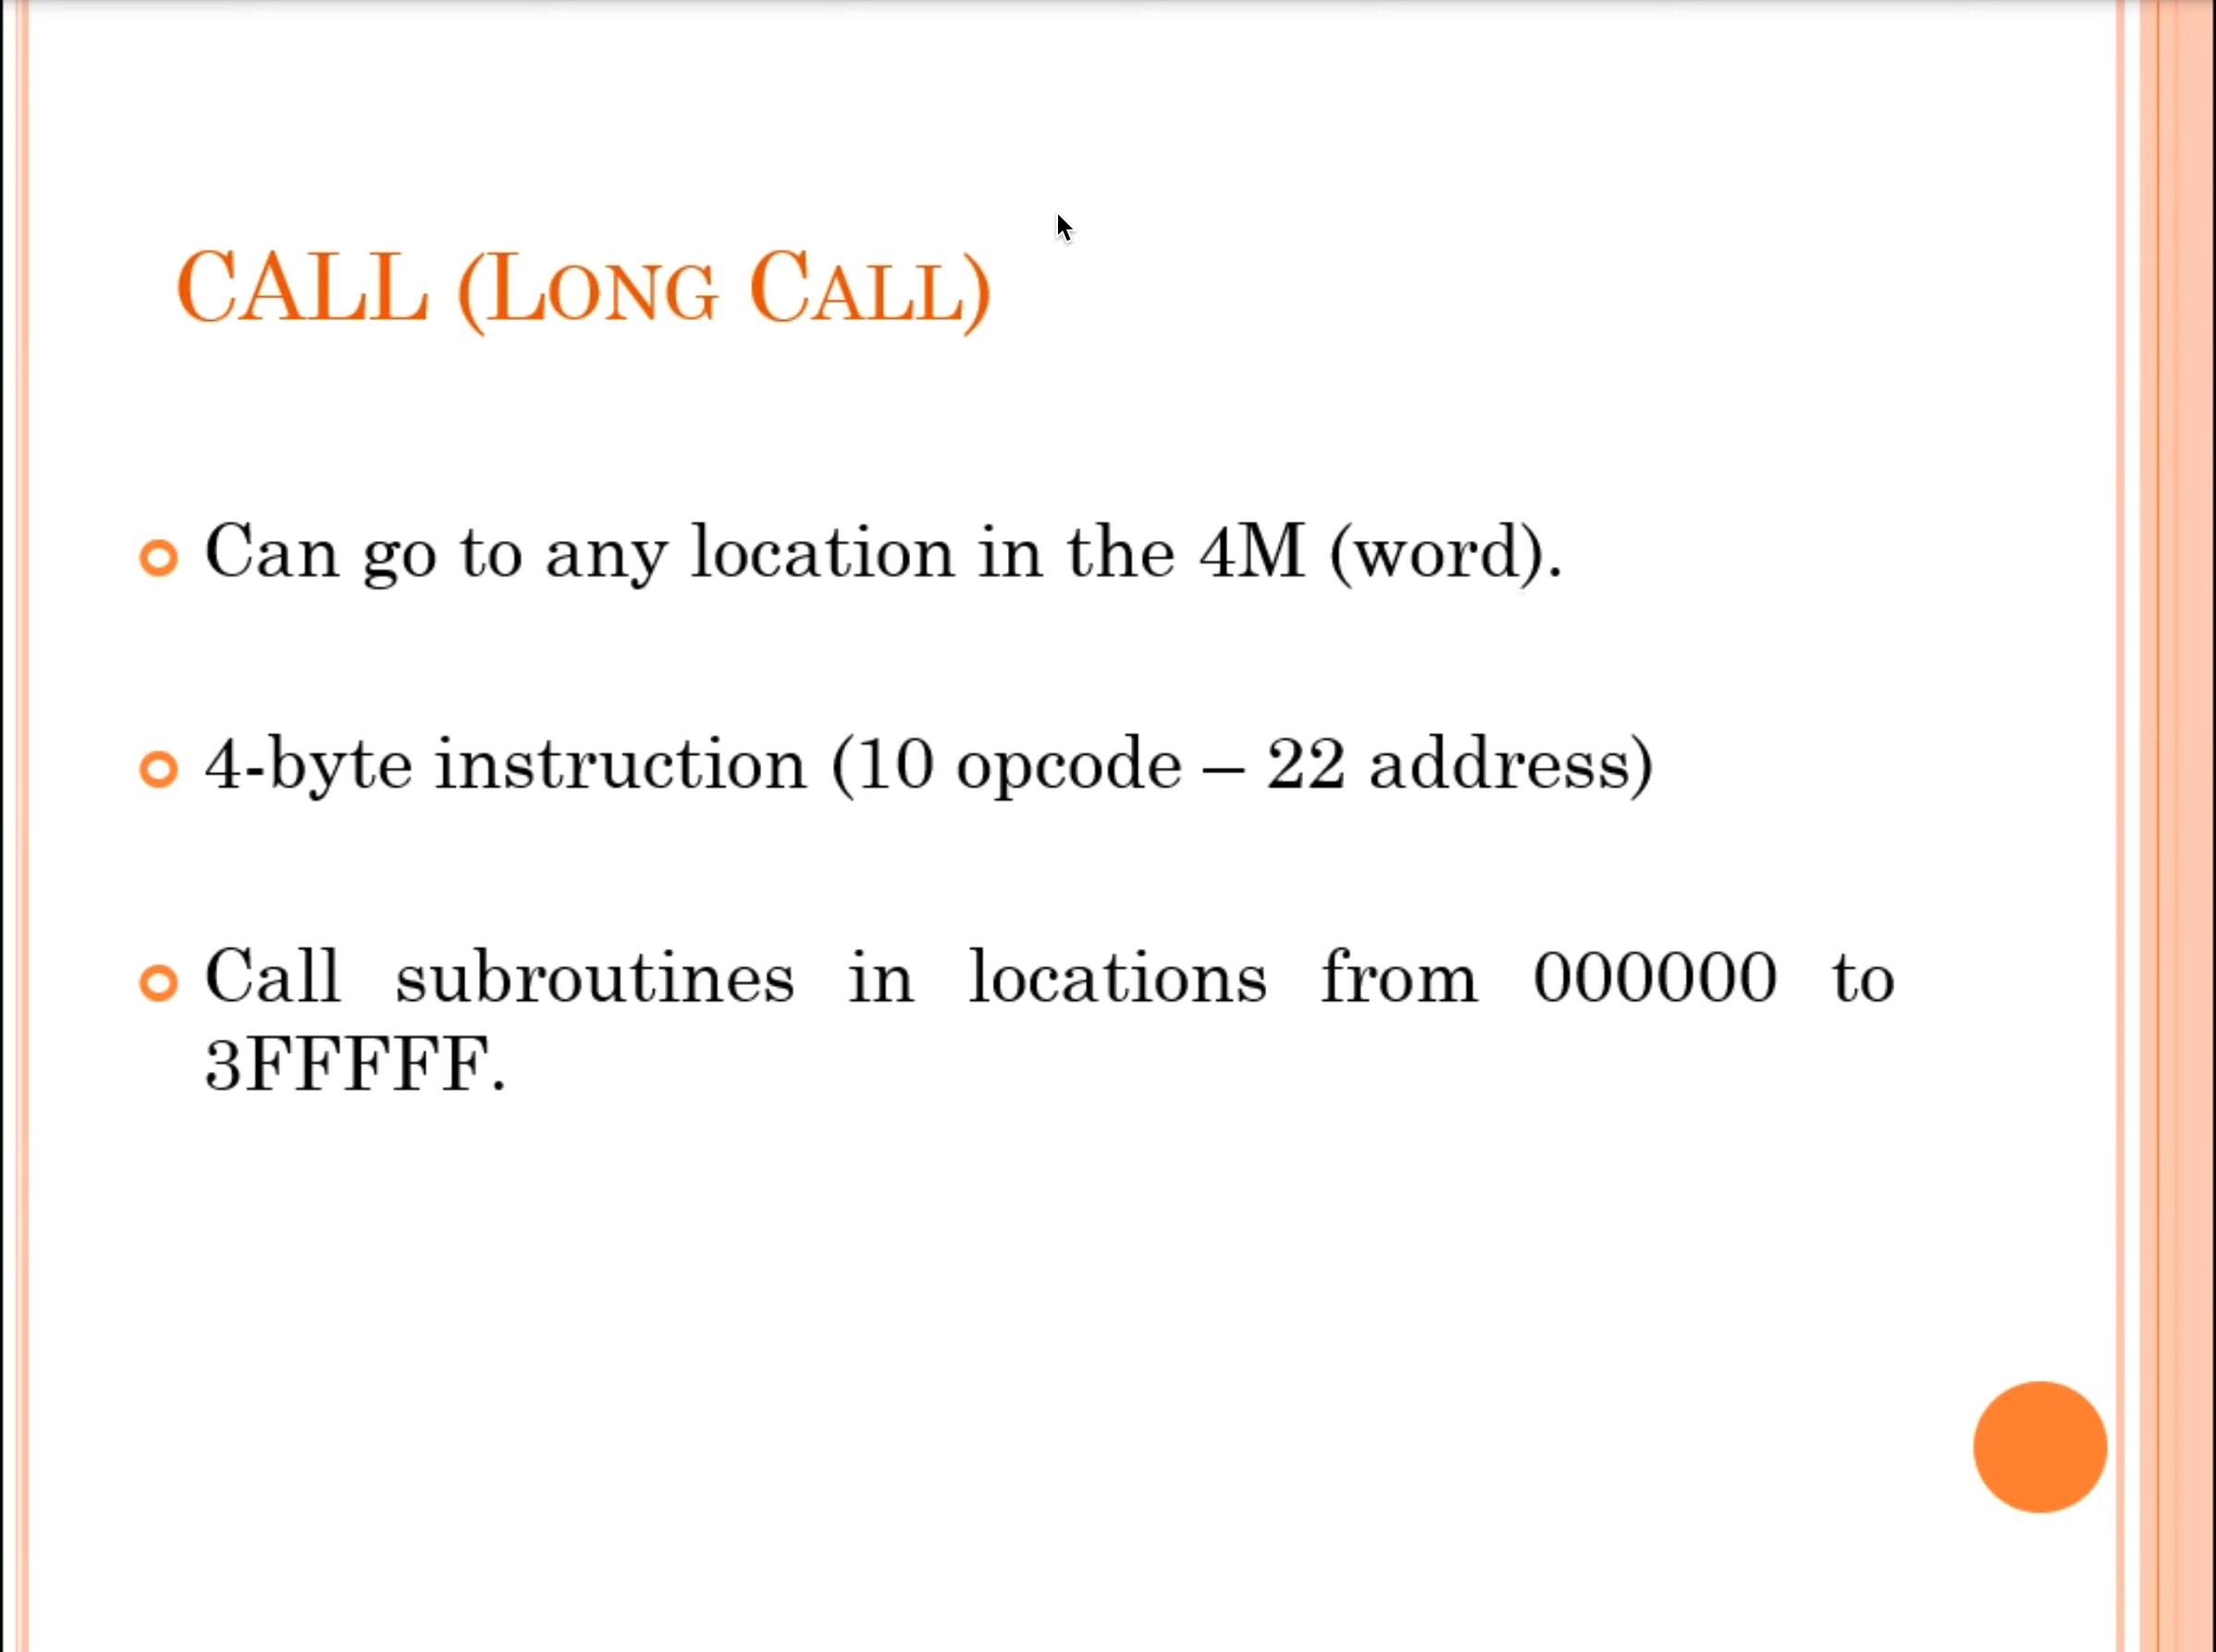 CALL (LONG CALL)
Can go to any location in the 4M (word).
4-byte instruction (10 opcode – 22 address)
Call subroutines in locations from 000000 to
3FFFFF.